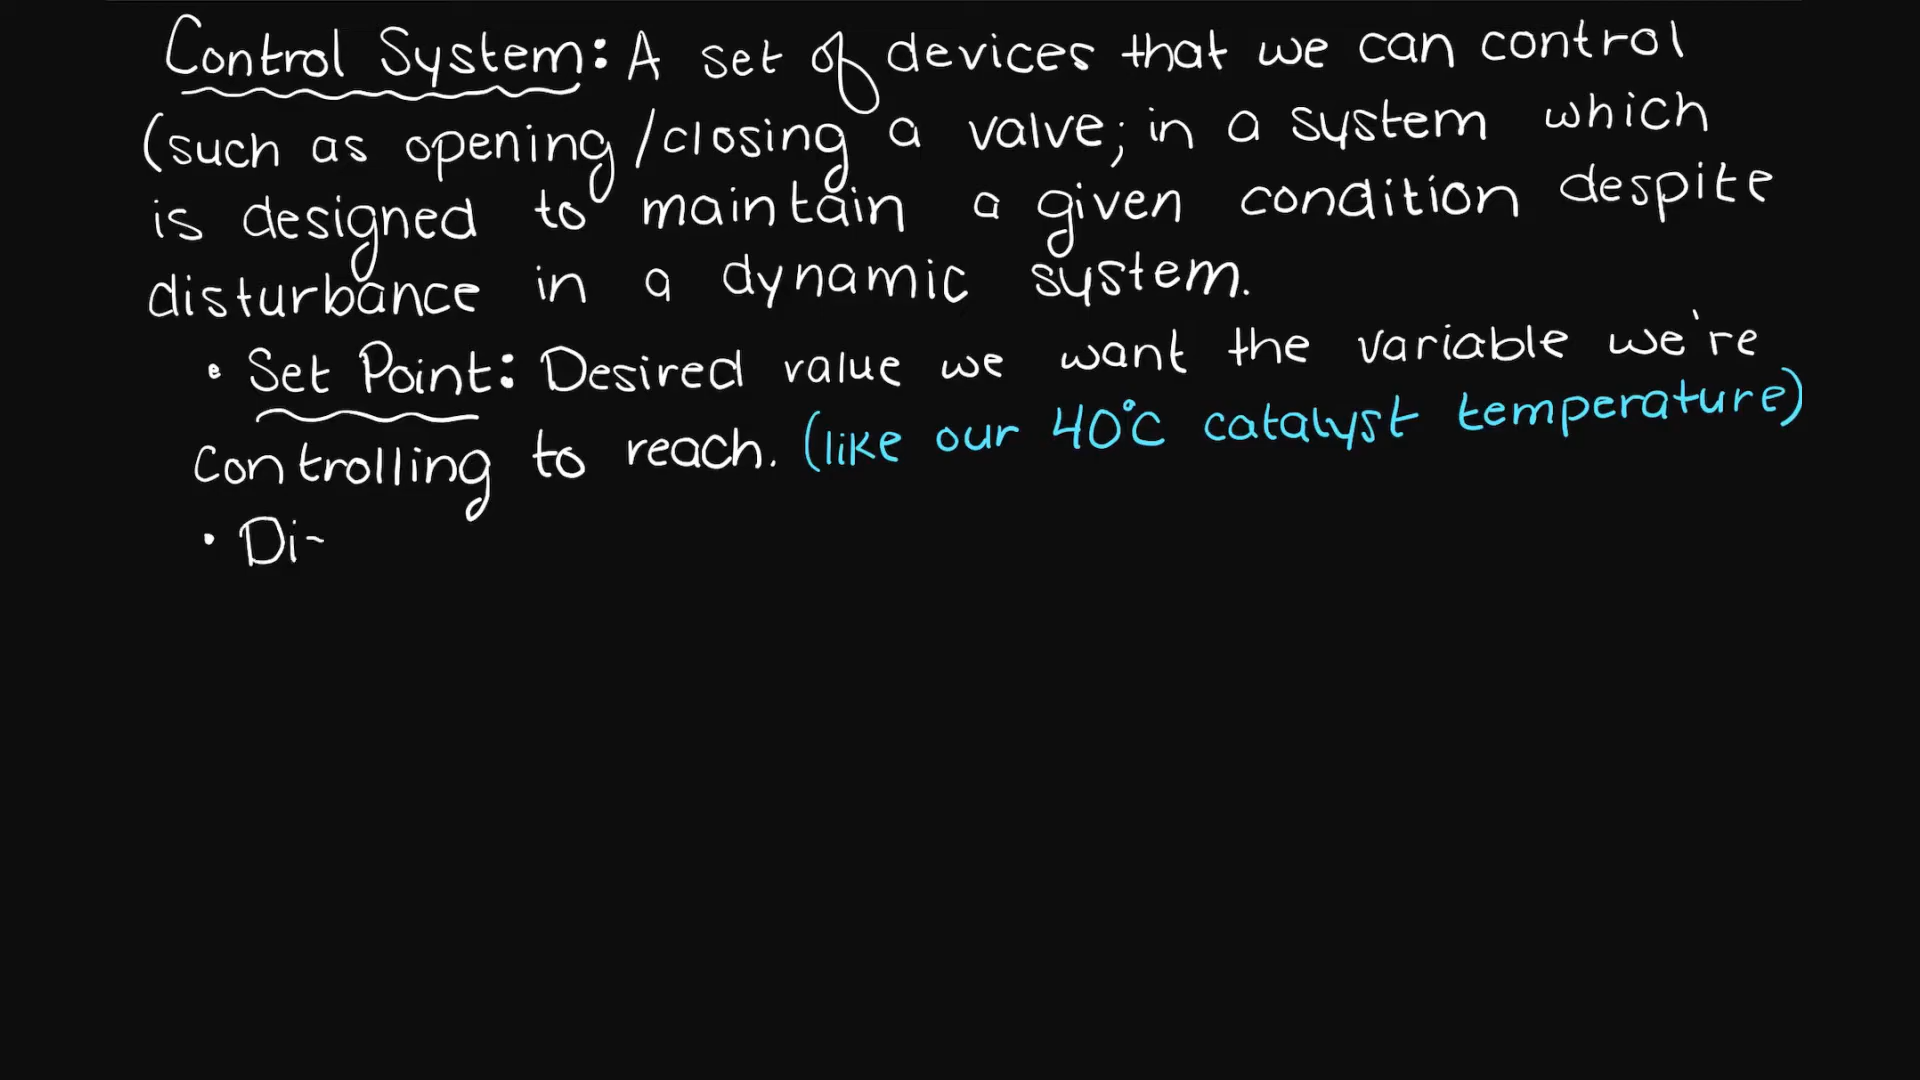 Control System: A set of devices that we can control
(such as opening/closing a valve; in a system which
is designed to maintain a given condition despite
disturbance in a dynamic system.
• Set Point: Desired value we want the variable we're
controlling to reach. (like our 40°C catalyst temperature)
• Di-